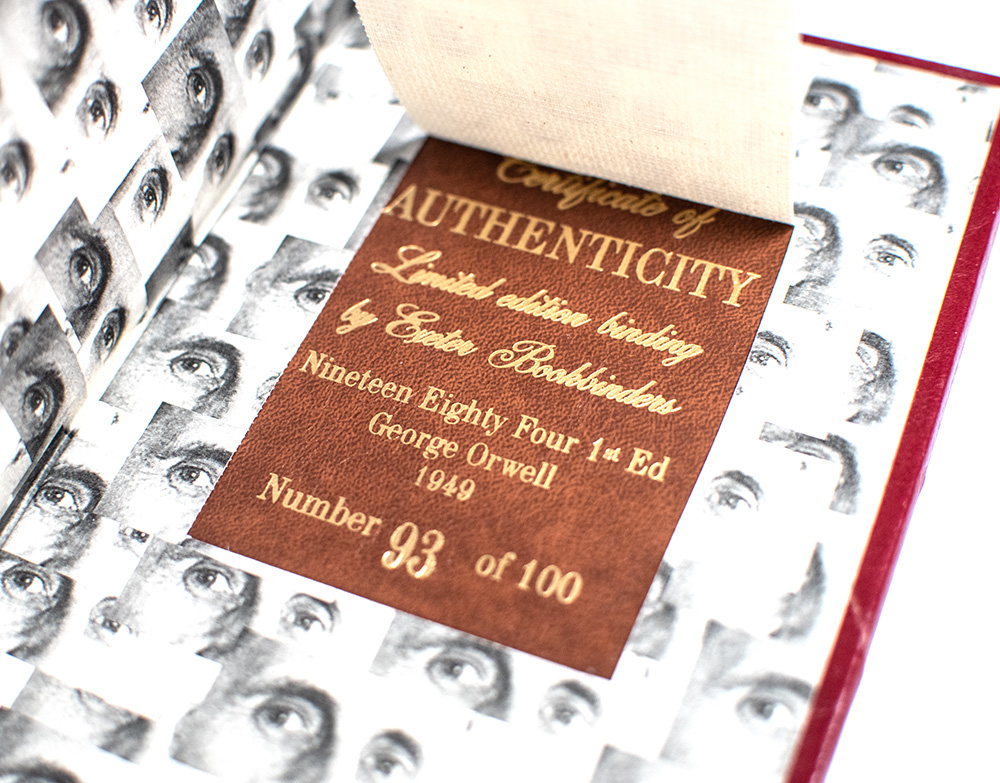 Certificate of
AUTHENTICITY
Limited edition binding
by Exeter Bookbinders
Nineteen Eighty Four 1st Ed
George Orwell
1949
Number 93 of 100